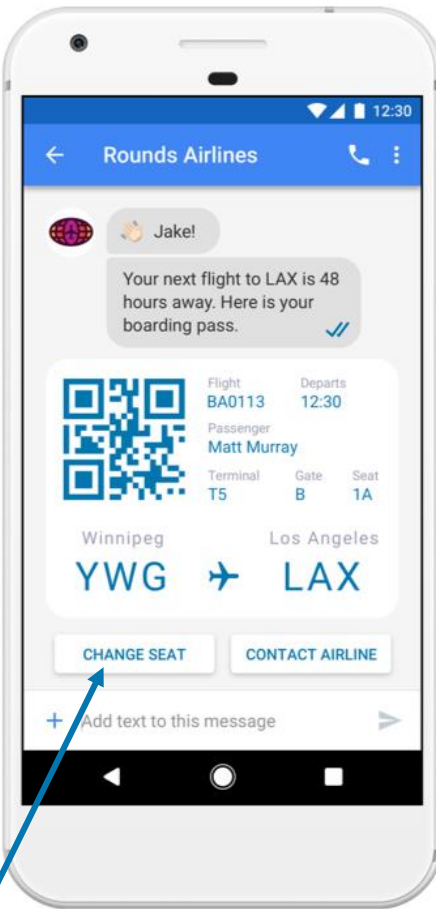 12:30
Rounds Airlines
👋🏻 Jake!
Your next flight to LAX is 48
hours away. Here is your
boarding pass.
Flight Departs
BA0113 12:30
Passenger
Matt Murray
Terminal Gate Seat
T5 B 1A
Winnipeg Los Angeles
YWG LAX
CHANGE SEAT CONTACT AIRLINE
+ Add text to this message